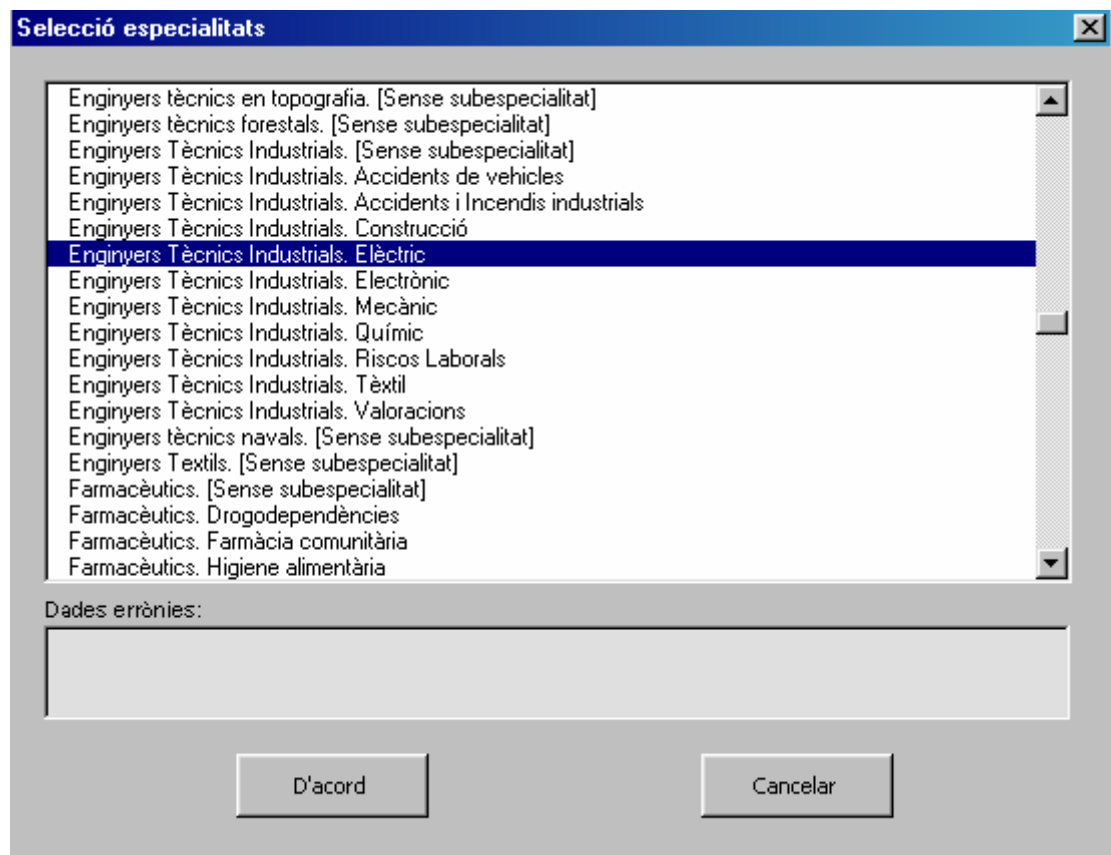 Selecció especialitats
Enginyers tècnics en topografia. [Sense subespecialitat]
Enginyers tècnics forestals. [Sense subespecialitat]
Enginyers Tècnics Industrials. [Sense subespecialitat]
Enginyers Tècnics Industrials. Accidents de vehicles
Enginyers Tècnics Industrials. Accidents i Incendis industrials
Enginyers Tècnics Industrials. Construcció
Enginyers Tècnics Industrials. Elèctric
Enginyers Tècnics Industrials. Electrònic
Enginyers Tècnics Industrials. Mecànic
Enginyers Tècnics Industrials. Químic
Enginyers Tècnics Industrials. Riscos Laborals
Enginyers Tècnics Industrials. Tèxtil
Enginyers Tècnics Industrials. Valoracions
Enginyers tècnics navals. [Sense subespecialitat]
Enginyers Textils. [Sense subespecialitat]
Farmacèutics. [Sense subespecialitat]
Farmacèutics. Drogodependències
Farmacèutics. Farmàcia comunitària
Farmacèutics. Higiene alimentària
Dades errònies:
D'acord
Cancelar